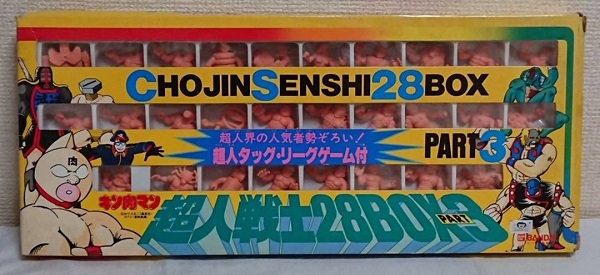 CHOJIN SENSHI 28 BOX
超人界の人気者勢ぞろい!
超人タッグ・リーグゲーム付
PART 3
肉
キン肉マン
超人戦士28BOX PART 3
BANDAI